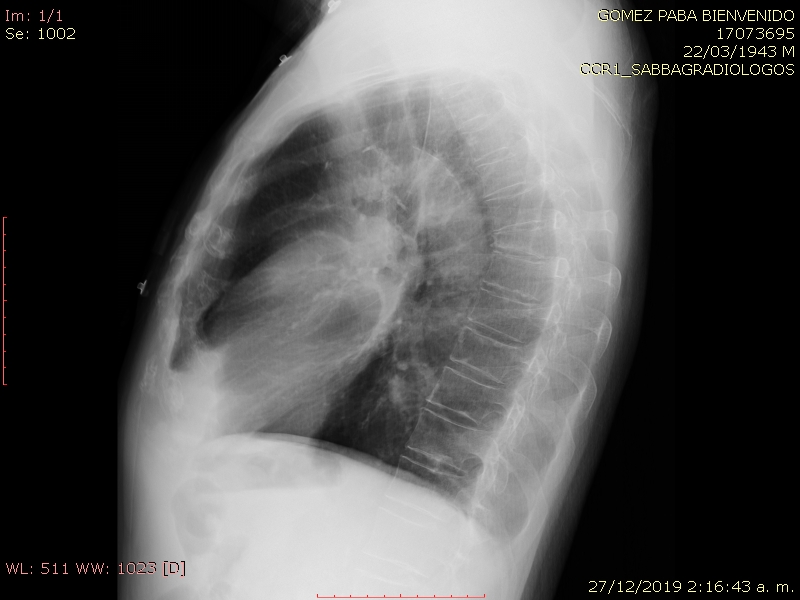 Im: 1/1
Se: 1002
GOMEZ PABA BIENVENIDO
17073695
22/03/1943 M
CCR1_SABBAGRADIOLOGOS
WL: 511 WW: 1023 [D]
27/12/2019 2:16:43 a. m.